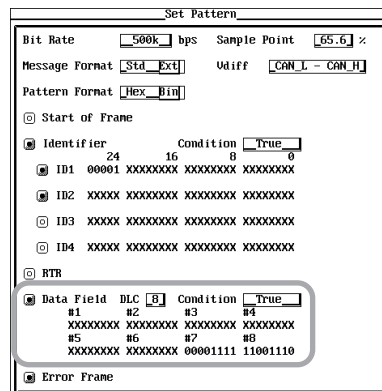 Set Pattern
Bit Rate 500k bps Sample Point 65.6 %
Message Format Std Ext Vdiff CAN_L - CAN_H
Pattern Format Hex Bin
Start of Frame
Identifier Condition True
24 16 8 0
ID1 00001 XXXXXXXX XXXXXXXX XXXXXXXX
ID2 XXXXX XXXXXXXX XXXXXXXX XXXXXXXX
ID3 XXXXX XXXXXXXX XXXXXXXX XXXXXXXX
ID4 XXXXX XXXXXXXX XXXXXXXX XXXXXXXX
RTR
Data Field DLC 8 Condition True
#1 #2 #3 #4
XXXXXXXX XXXXXXXX XXXXXXXX XXXXXXXX
#5 #6 #7 #8
XXXXXXXX XXXXXXXX 00001111 11001110
Error Frame